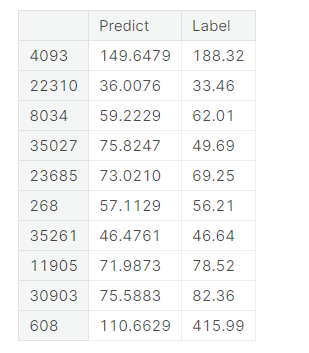 Predict Label
4093 149.6479 188.32
22310 36.0076 33.46
8034 59.2229 62.01
35027 75.8247 49.69
23685 73.0210 69.25
268 57.1129 56.21
35261 46.4761 46.64
11905 71.9873 78.52
30903 75.5883 82.36
608 110.6629 415.99